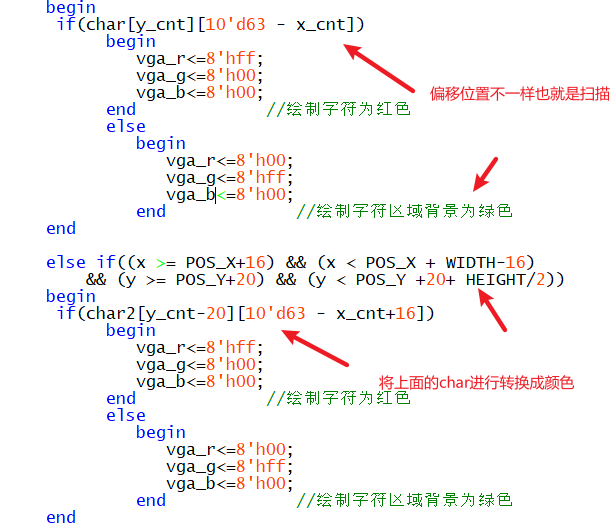 begin
if(char[y_cnt][10'd63 - x_cnt])
begin
vga_r<=8'hff;
vga_g<=8'h00;
vga_b<=8'h00;
end //绘制字符为红色
偏移位置不一样也就是扫描
else
begin
vga_r<=8'h00;
vga_g<=8'hff;
vga_b<=8'h00;
end //绘制字符区域背景为绿色
end
else if((x >= POS_X+16) && (x < POS_X + WIDTH-16)
&& (y >= POS_Y+20) && (y < POS_Y +20+ HEIGHT/2))
begin
if(char2[y_cnt-20][10'd63 - x_cnt+16])
begin
vga_r<=8'hff;
vga_g<=8'h00;
vga_b<=8'h00;
将上面的char进行转换成颜色
end //绘制字符为红色
else
begin
vga_r<=8'h00;
vga_g<=8'hff;
vga_b<=8'h00;
end //绘制字符区域背景为绿色
end